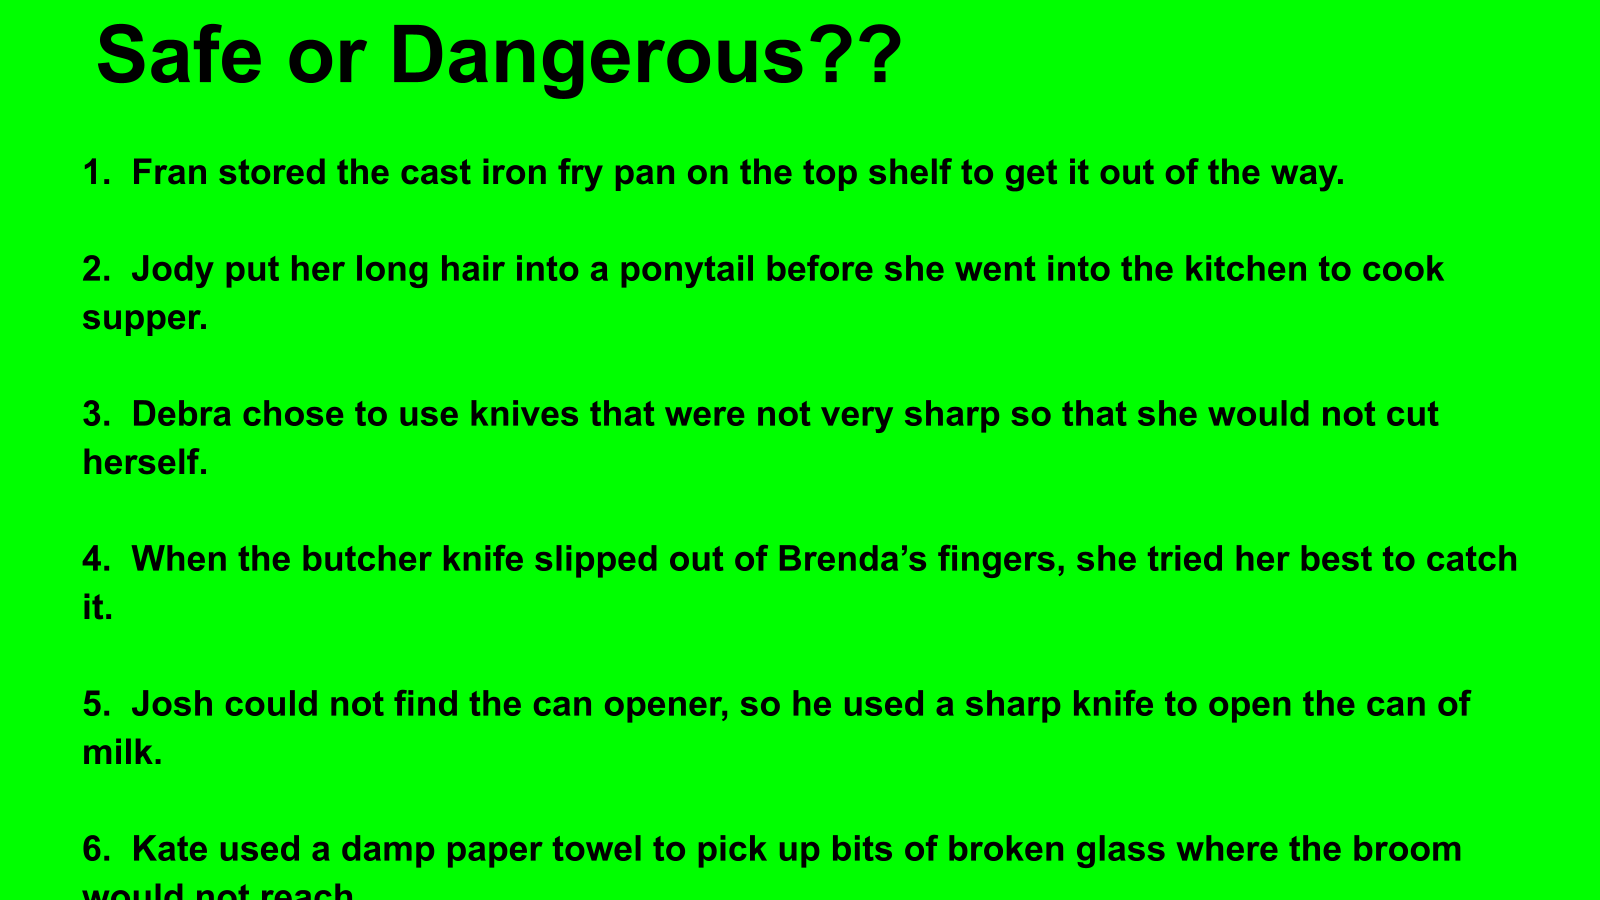 Safe or Dangerous??
1.  Fran stored the cast iron fry pan on the top shelf to get it out of the way.
2.  Jody put her long hair into a ponytail before she went into the kitchen to cook
supper.
3.  Debra chose to use knives that were not very sharp so that she would not cut
herself.
4.  When the butcher knife slipped out of Brenda’s fingers, she tried her best to catch
it.
5.  Josh could not find the can opener, so he used a sharp knife to open the can of
milk.
6.  Kate used a damp paper towel to pick up bits of broken glass where the broom
would not reach